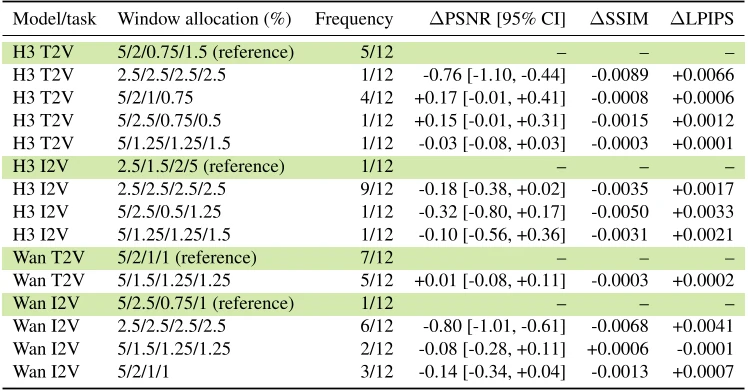 Model/task Window allocation (%) Frequency ΔPSNR [95% CI] ΔSSIM ΔLPIPS
H3 T2V 5/2/0.75/1.5 (reference) 5/12 – – –
H3 T2V 2.5/2.5/2.5/2.5 1/12 -0.76 [-1.10, -0.44] -0.0089 +0.0066
H3 T2V 5/2/1/0.75 4/12 +0.17 [-0.01, +0.41] -0.0008 +0.0006
H3 T2V 5/2.5/0.75/0.5 1/12 +0.15 [-0.01, +0.31] -0.0015 +0.0012
H3 T2V 5/1.25/1.25/1.5 1/12 -0.03 [-0.08, +0.03] -0.0003 +0.0001
H3 I2V 2.5/1.5/2/5 (reference) 1/12 – – –
H3 I2V 2.5/2.5/2.5/2.5 9/12 -0.18 [-0.38, +0.02] -0.0035 +0.0017
H3 I2V 5/2.5/0.5/1.25 1/12 -0.32 [-0.80, +0.17] -0.0050 +0.0033
H3 I2V 5/1.25/1.25/1.5 1/12 -0.10 [-0.56, +0.36] -0.0031 +0.0021
Wan T2V 5/2/1/1 (reference) 7/12 – – –
Wan T2V 5/1.5/1.25/1.25 5/12 +0.01 [-0.08, +0.11] -0.0003 +0.0002
Wan I2V 5/2.5/0.75/1 (reference) 1/12 – – –
Wan I2V 2.5/2.5/2.5/2.5 6/12 -0.80 [-1.01, -0.61] -0.0068 +0.0041
Wan I2V 5/1.5/1.25/1.25 2/12 -0.08 [-0.28, +0.11] +0.0006 -0.0001
Wan I2V 5/2/1/1 3/12 -0.14 [-0.34, +0.04] -0.0013 +0.0007